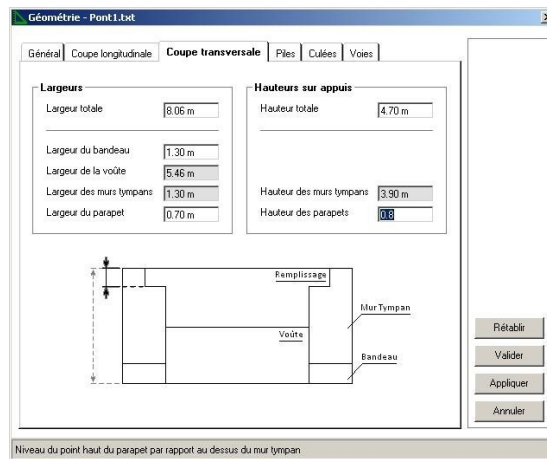 Géométrie - Pont1.txt
Général Coupe longitudinale Coupe transversale Piles Culées Voies
Largeurs
Largeur totale 8.06 m
Largeur du bandeau 1.30 m
Largeur de la voûte 5.46 m
Largeur des murs tympans 1.30 m
Largeur du parapet 0.70 m
Hauteurs sur appuis
Hauteur totale 4.70 m
Hauteur des murs tympans 3.90 m
Hauteur des parapets 0.8
Remplissage
Mur Tympan
Voûte
Bandeau
Rétablir
Valider
Appliquer
Annuler
Niveau du point haut du parapet par rapport au dessus du mur tympan